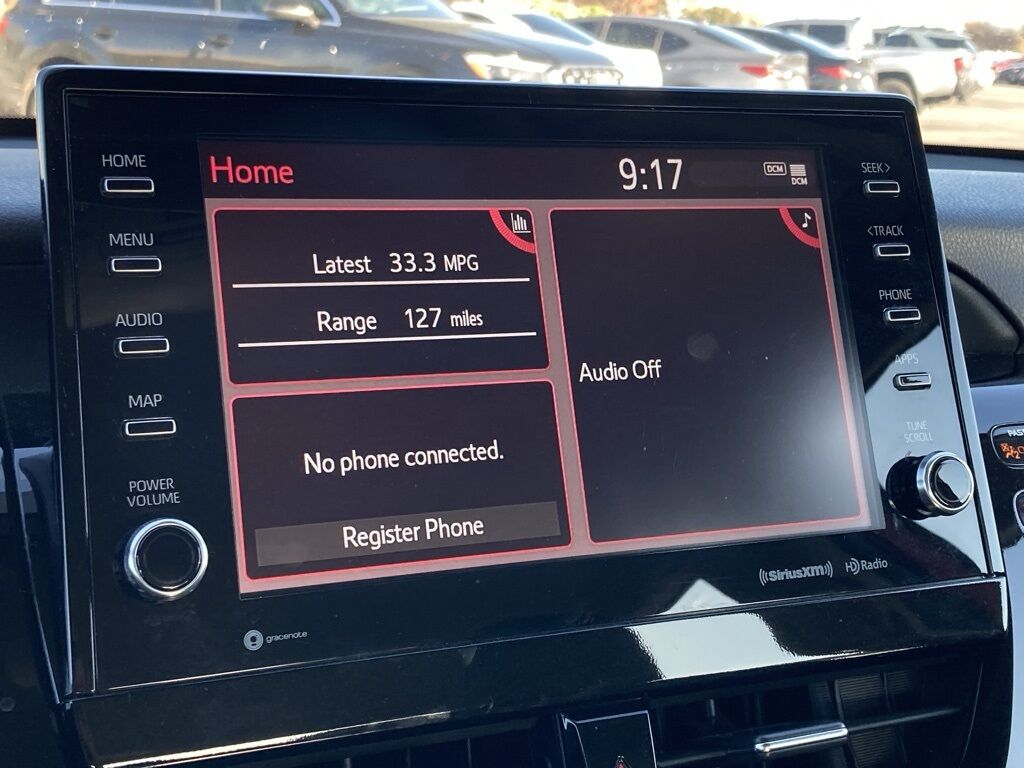 HOME
MENU
AUDIO
MAP
POWER
VOLUME
Home
9:17
DCM
DCM
Latest 33.3 MPG
Range 127 miles
No phone connected.
Register Phone
Audio Off
SEEK >
< TRACK
PHONE
APPS
TUNE
SCROLL
gracenote
((SiriusXM))
HD Radio